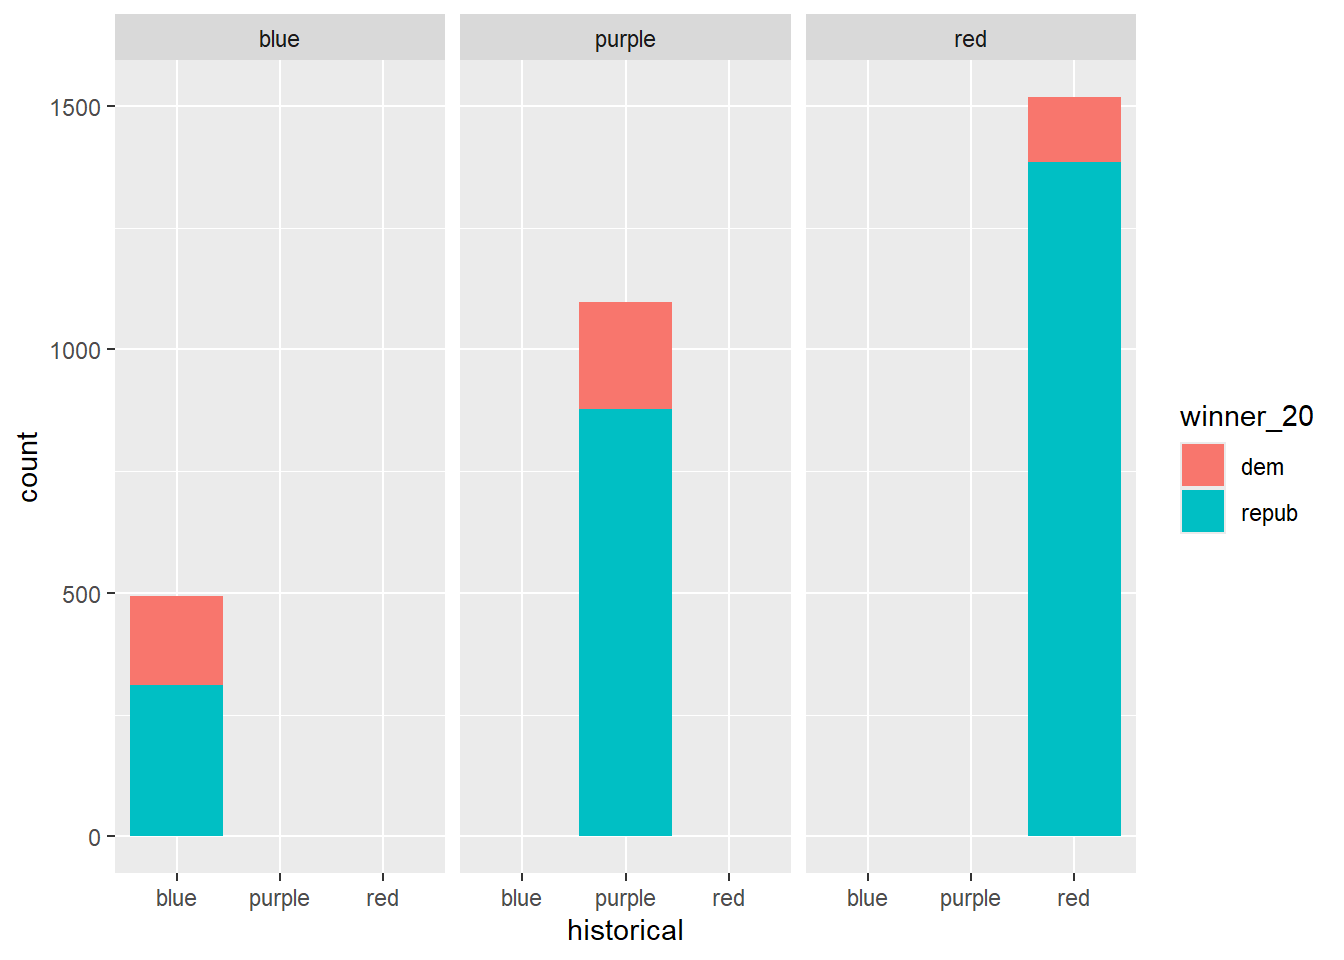 blue purple red
1500
1000
500
0
count
blue purple red blue purple red blue purple red
historical
winner_20
dem
repub